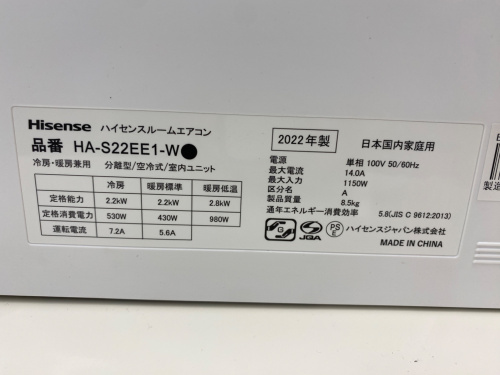 Hisense ハイセンスルームエアコン
品番 HA-S22EE1-W●
冷房・暖房兼用 分離型/空冷式/室内ユニット
冷房 暖房標準 暖房低温
定格能力 2.2kW 2.2kW 2.8kW
定格消費電力 530W 430W 980W
運転電流 7.2A 5.6A
2022年製 日本国内家庭用
電源 単相 100V 50/60Hz
最大電流 14.0A
最大入力 1150W
区分名 A
製品質量 8.5kg
通年エネルギー消費効率 5.8(JIS C 9612:2013)
JQA PS E ハイセンスジャパン株式会社
MADE IN CHINA
製造